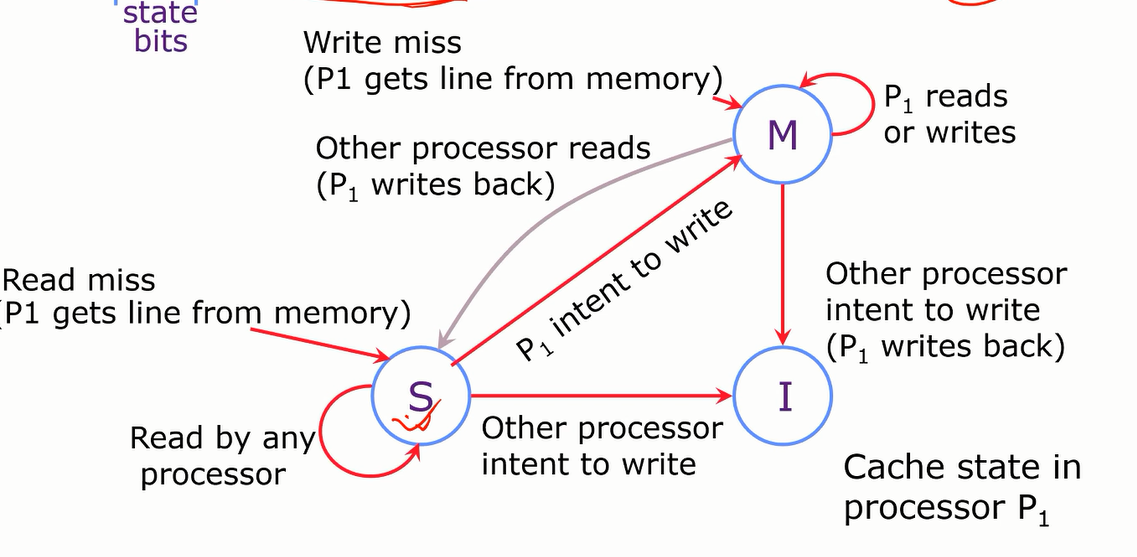 state
bits
Write miss
(P1 gets line from memory)
P₁ reads
or writes
M
Other processor reads
(P₁ writes back)
P₁ intent to write
Read miss
(P1 gets line from memory)
Other processor
intent to write
(P₁ writes back)
S
I
Read by any
processor
Other processor
intent to write
Cache state in
processor P₁